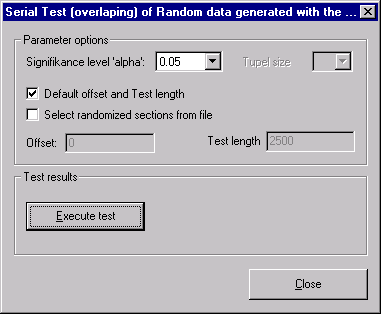 Serial Test (overlaping) of Random data generated with the ...
Parameter options
Signifikance level 'alpha': 0.05 Tupel size
Default offset and Test length
Select randomized sections from file
Offset: 0 Test length 2500
Test results
Execute test
Close